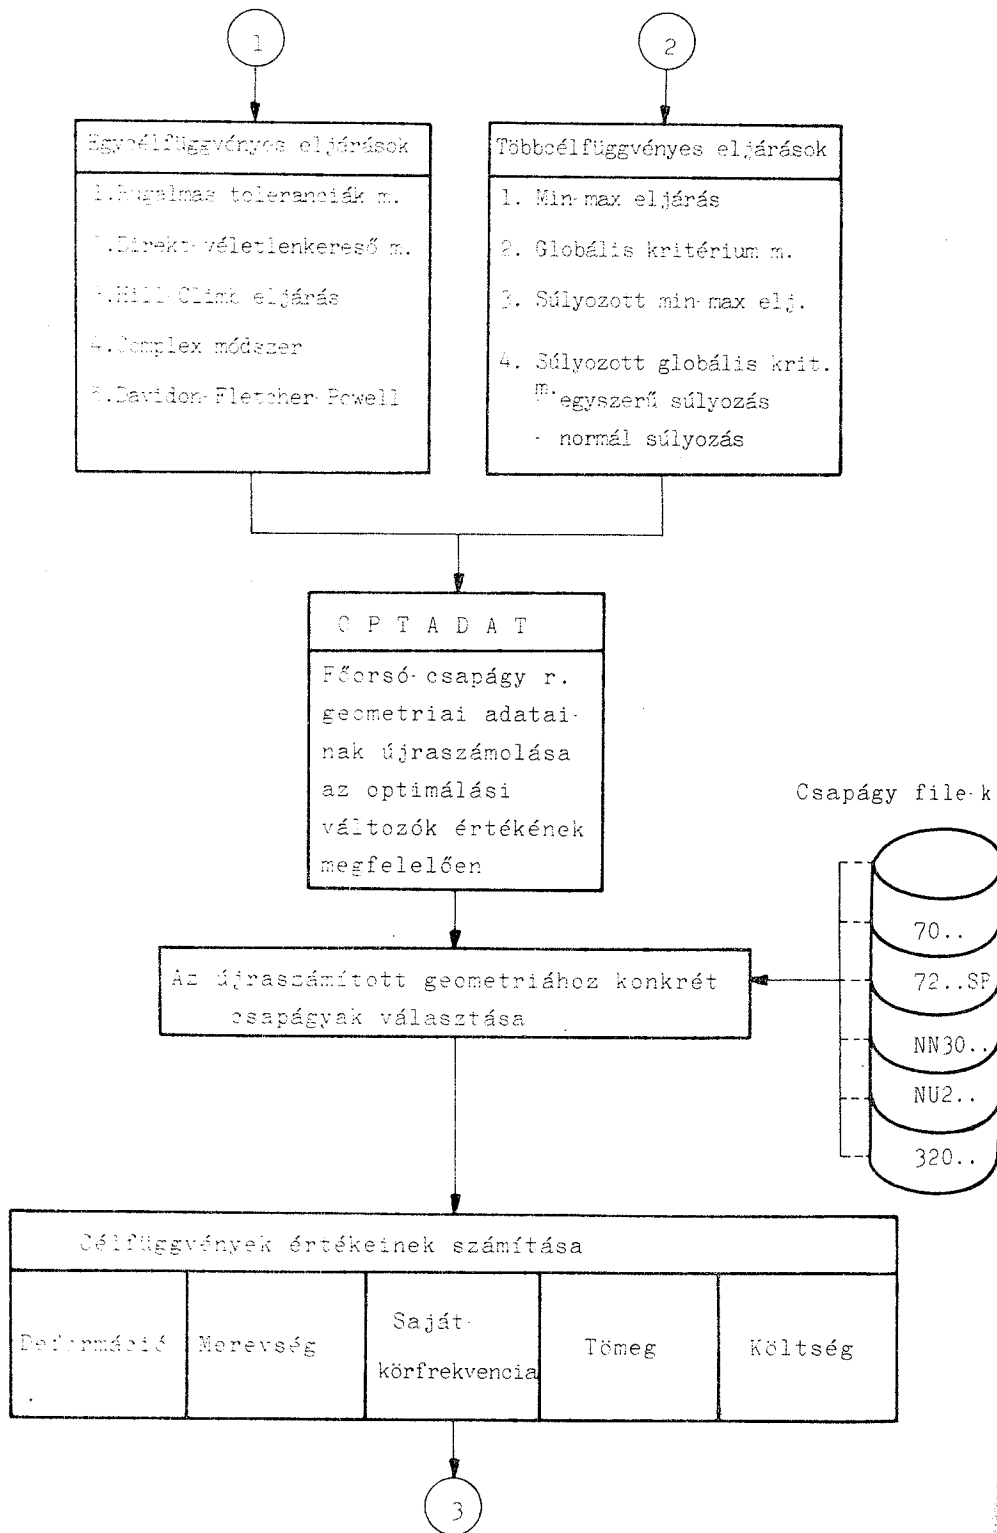 1
2
Egycélfüggvényes eljárások
1.Rugalmas toleranciák m.
2.Direkt-véletlenkereső m.
3.Hill-Climb eljárás
4.Complex módszer
5.Davidon-Fletcher-Powell
Többcélfüggvényes eljárások
1. Min-max eljárás
2. Globális kritérium m.
3. Súlyozott min-max elj.
4. Súlyozott globális krit.
m.
- egyszerű súlyozás
- normál súlyozás
O P T A D A T
Főorsó-csapágy r.
geometriai adatai-
nak újraszámolása
az optimálási
változók értékének
megfelelően
Csapágy file-k
70..
72..SP
NN30..
NU2..
320..
Az újraszámított geometriához konkrét
csapágyak választása
Célfüggvények értékeinek számítása
Deformáció
Merevség
Saját-
körfrekvencia
Tömeg
Költség
3